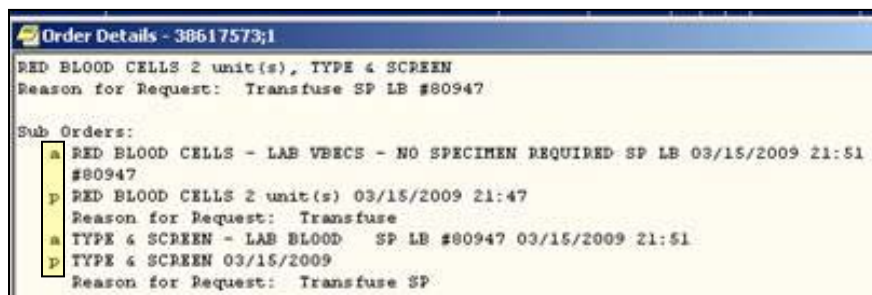 Order Details - 38617573;1
RED BLOOD CELLS 2 unit(s), TYPE & SCREEN
Reason for Request: Transfuse SP LB #80947
Sub Orders:
a RED BLOOD CELLS - LAB VBECS - NO SPECIMEN REQUIRED SP LB 03/15/2009 21:51
#80947
p RED BLOOD CELLS 2 unit(s) 03/15/2009 21:47
Reason for Request: Transfuse
a TYPE & SCREEN - LAB BLOOD SP LB #80947 03/15/2009 21:51
p TYPE & SCREEN 03/15/2009
Reason for Request: Transfuse SP